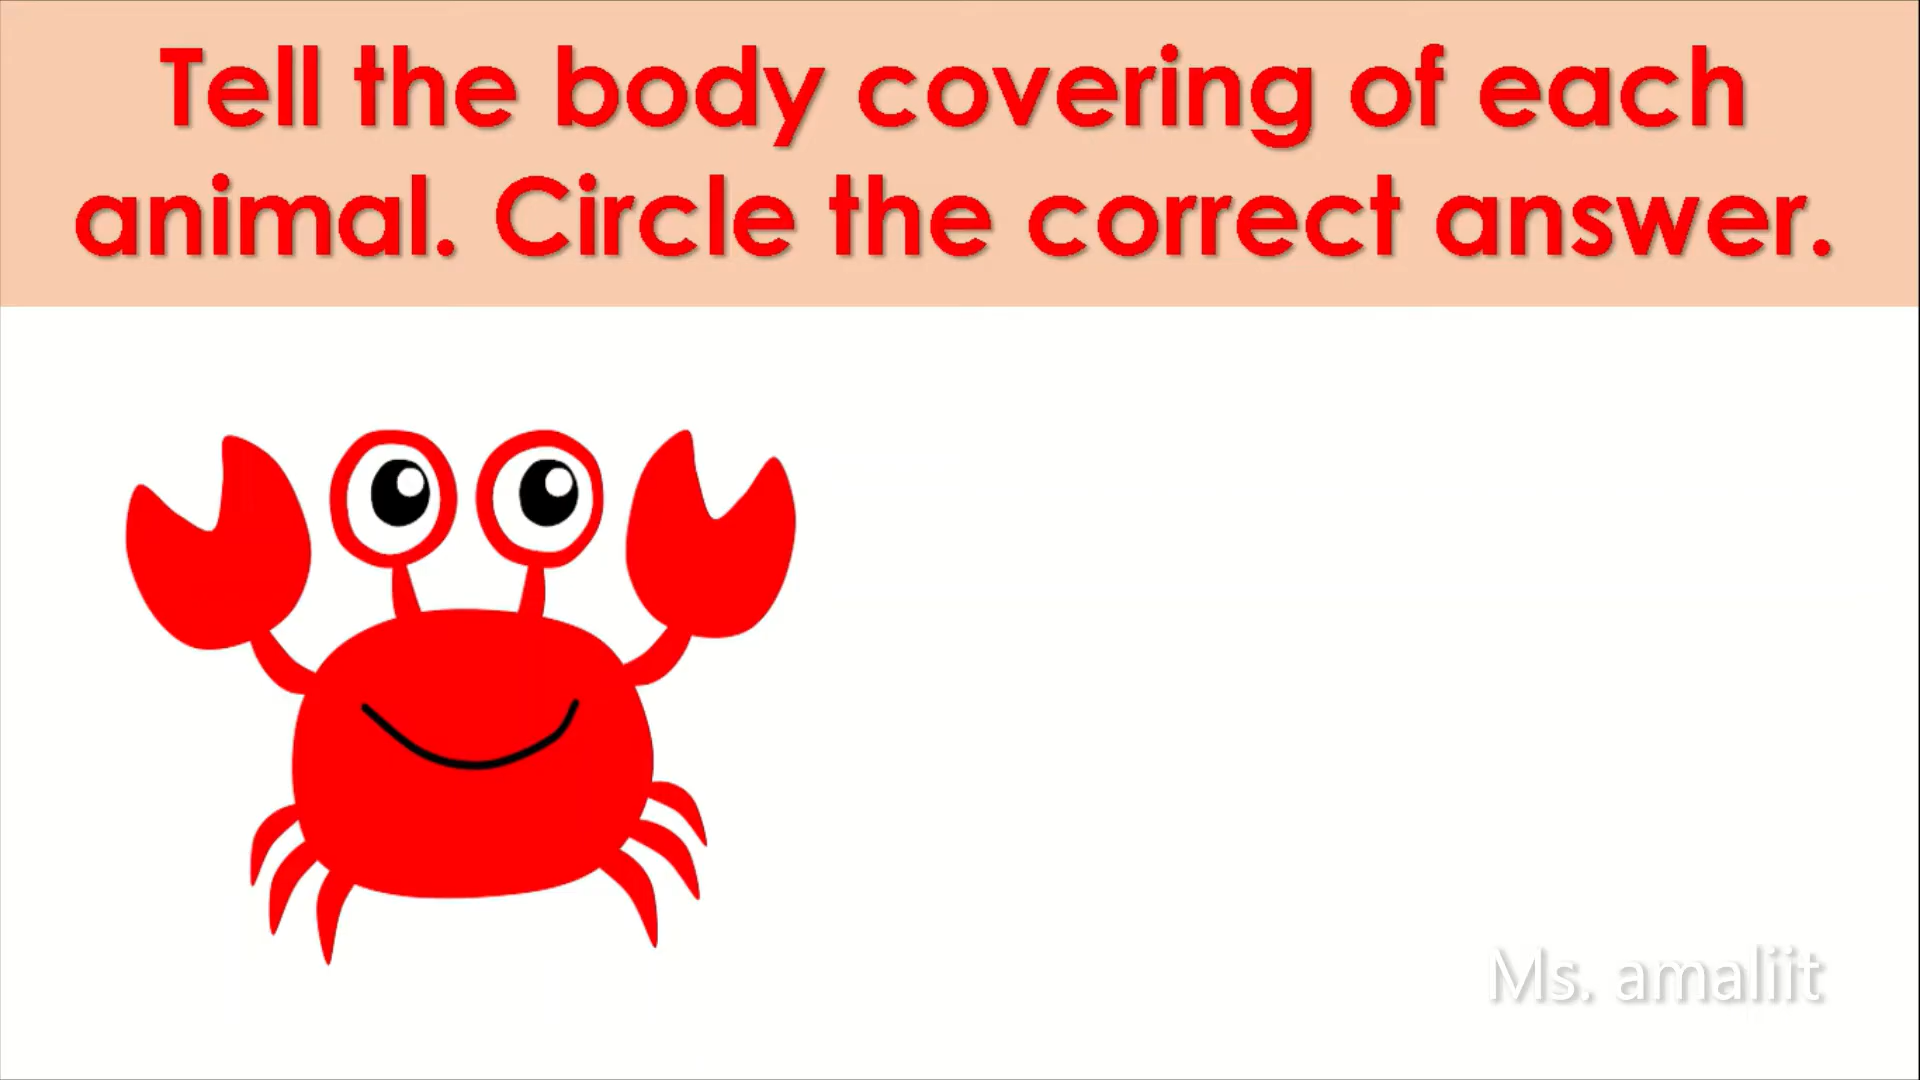 Tell the body covering of each
animal. Circle the correct answer.
Ms. amaliit